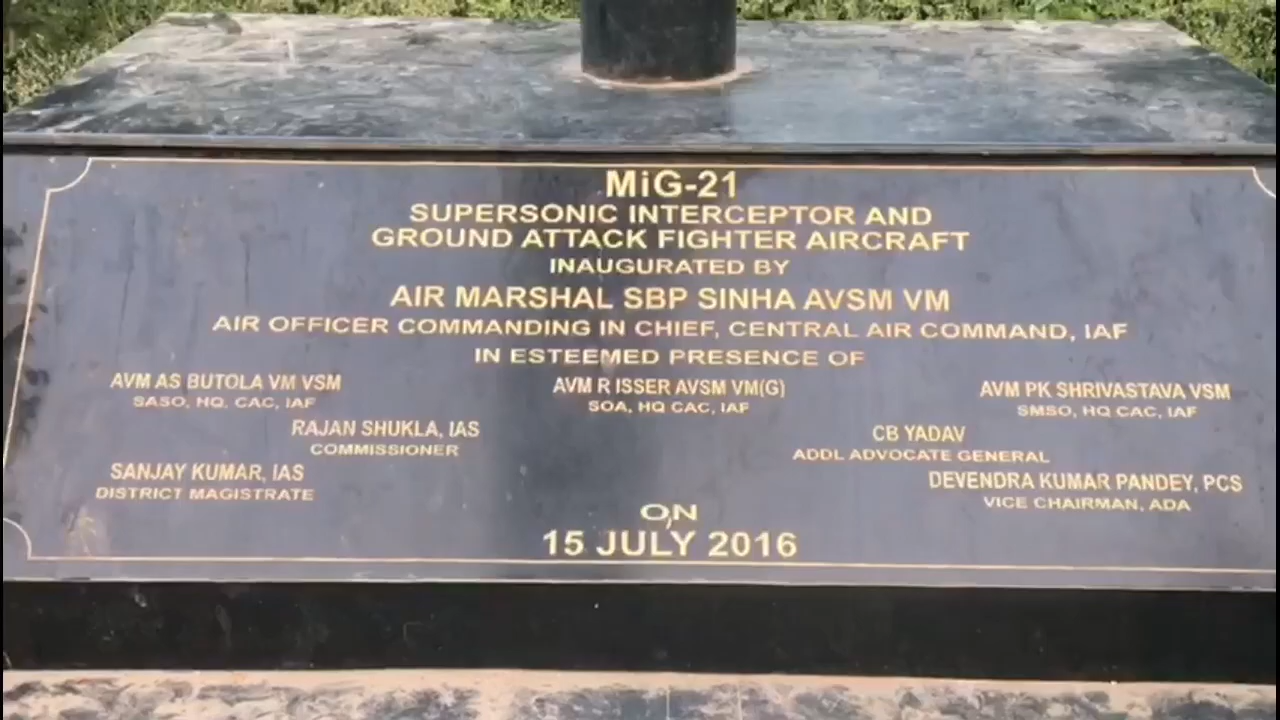 MiG-21
SUPERSONIC INTERCEPTOR AND
GROUND ATTACK FIGHTER AIRCRAFT
INAUGURATED BY
AIR MARSHAL SBP SINHA AVSM VM
AIR OFFICER COMMANDING IN CHIEF, CENTRAL AIR COMMAND, IAF
IN ESTEEMED PRESENCE OF
AVM AS BUTOLA VM VSM
SASO, HQ. CAC, IAF
AVM R ISSER AVSM VM(G)
SOA, HQ CAC, IAF
AVM PK SHRIVASTAVA VSM
SMSO, HQ CAC, IAF
RAJAN SHUKLA, IAS
COMMISSIONER
CB YADAV
ADDL ADVOCATE GENERAL
SANJAY KUMAR, IAS
DISTRICT MAGISTRATE
DEVENDRA KUMAR PANDEY, PCS
VICE CHAIRMAN, ADA
ON
15 JULY 2016